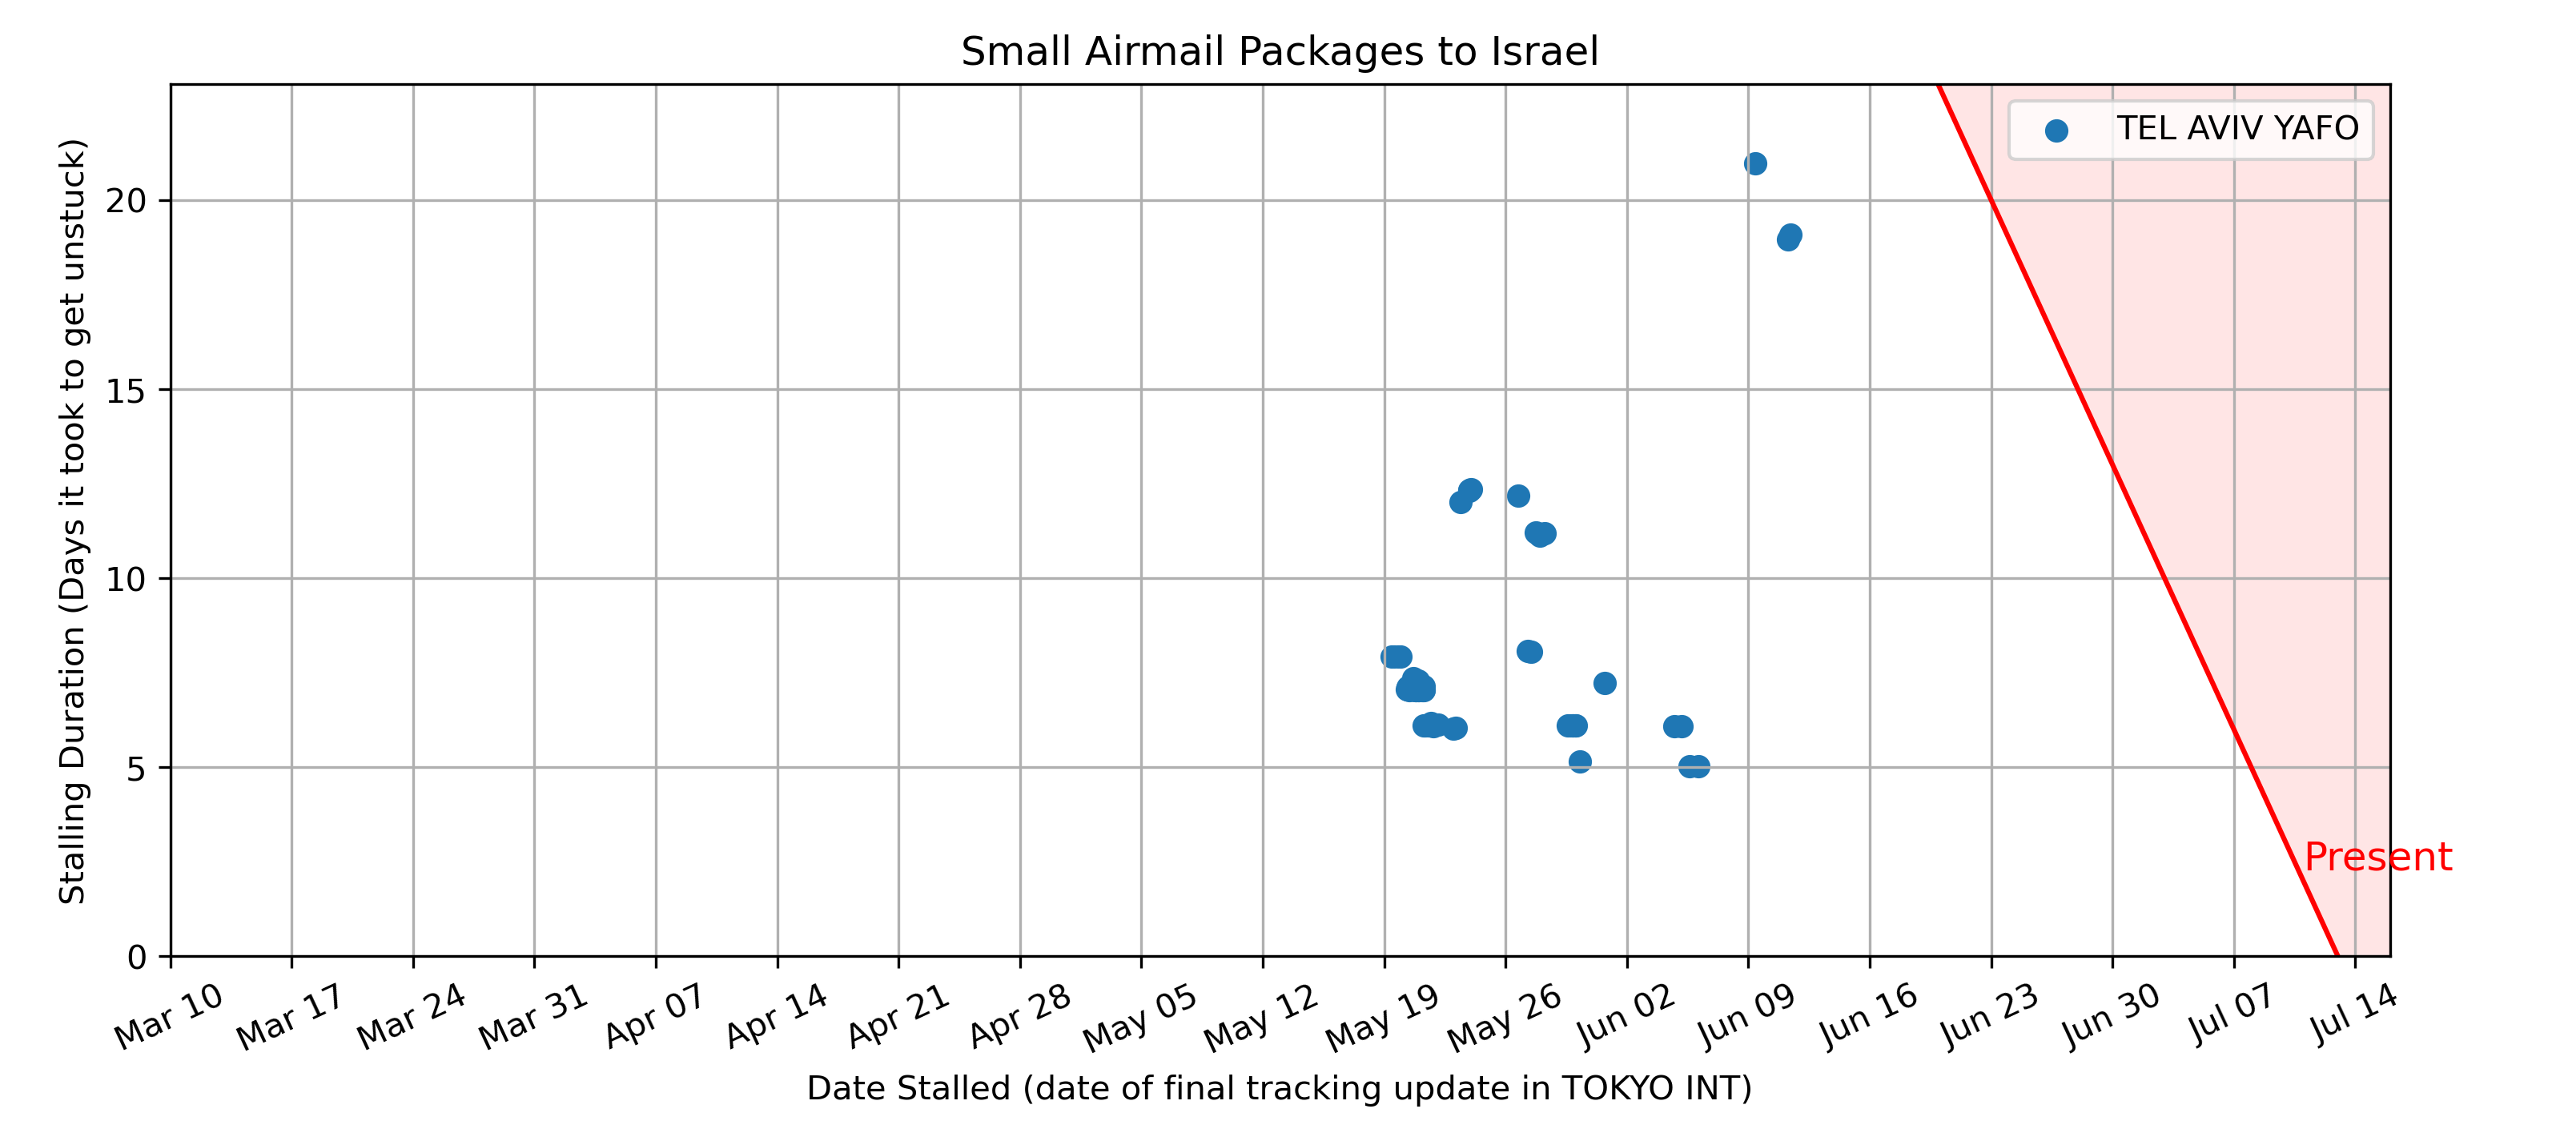 Small Airmail Packages to Israel
TEL AVIV YAFO
Stalling Duration (Days it took to get unstuck)
20
15
10
5
0
Present
Mar 10
Mar 17
Mar 24
Mar 31
Apr 07
Apr 14
Apr 21
Apr 28
May 05
May 12
May 19
May 26
Jun 02
Jun 09
Jun 16
Jun 23
Jun 30
Jul 07
Jul 14
Date Stalled (date of final tracking update in TOKYO INT)